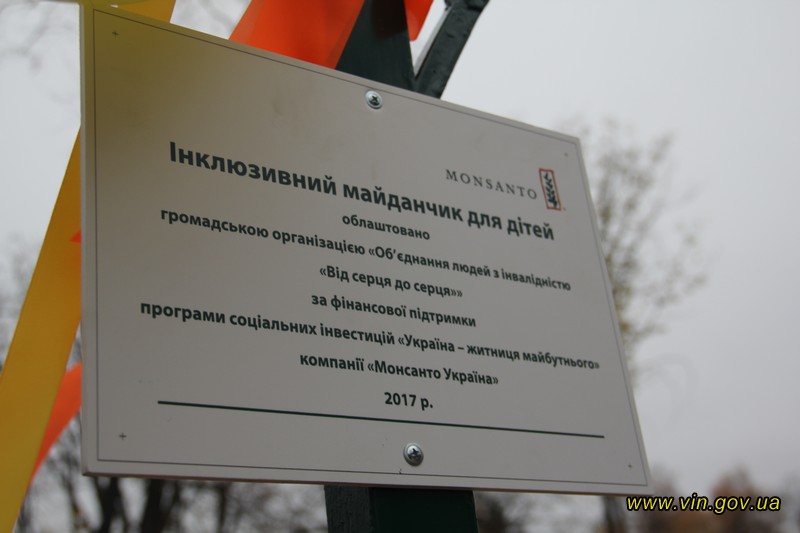 MONSANTO
Інклюзивний майданчик для дітей
облаштовано
громадською організацією «Об'єднання людей з інвалідністю
«Від серця до серця»»
за фінансової підтримки
програми соціальних інвестицій «Україна – житниця майбутнього»
компанії «Монсанто Україна»
2017 р.
www.vin.gov.ua